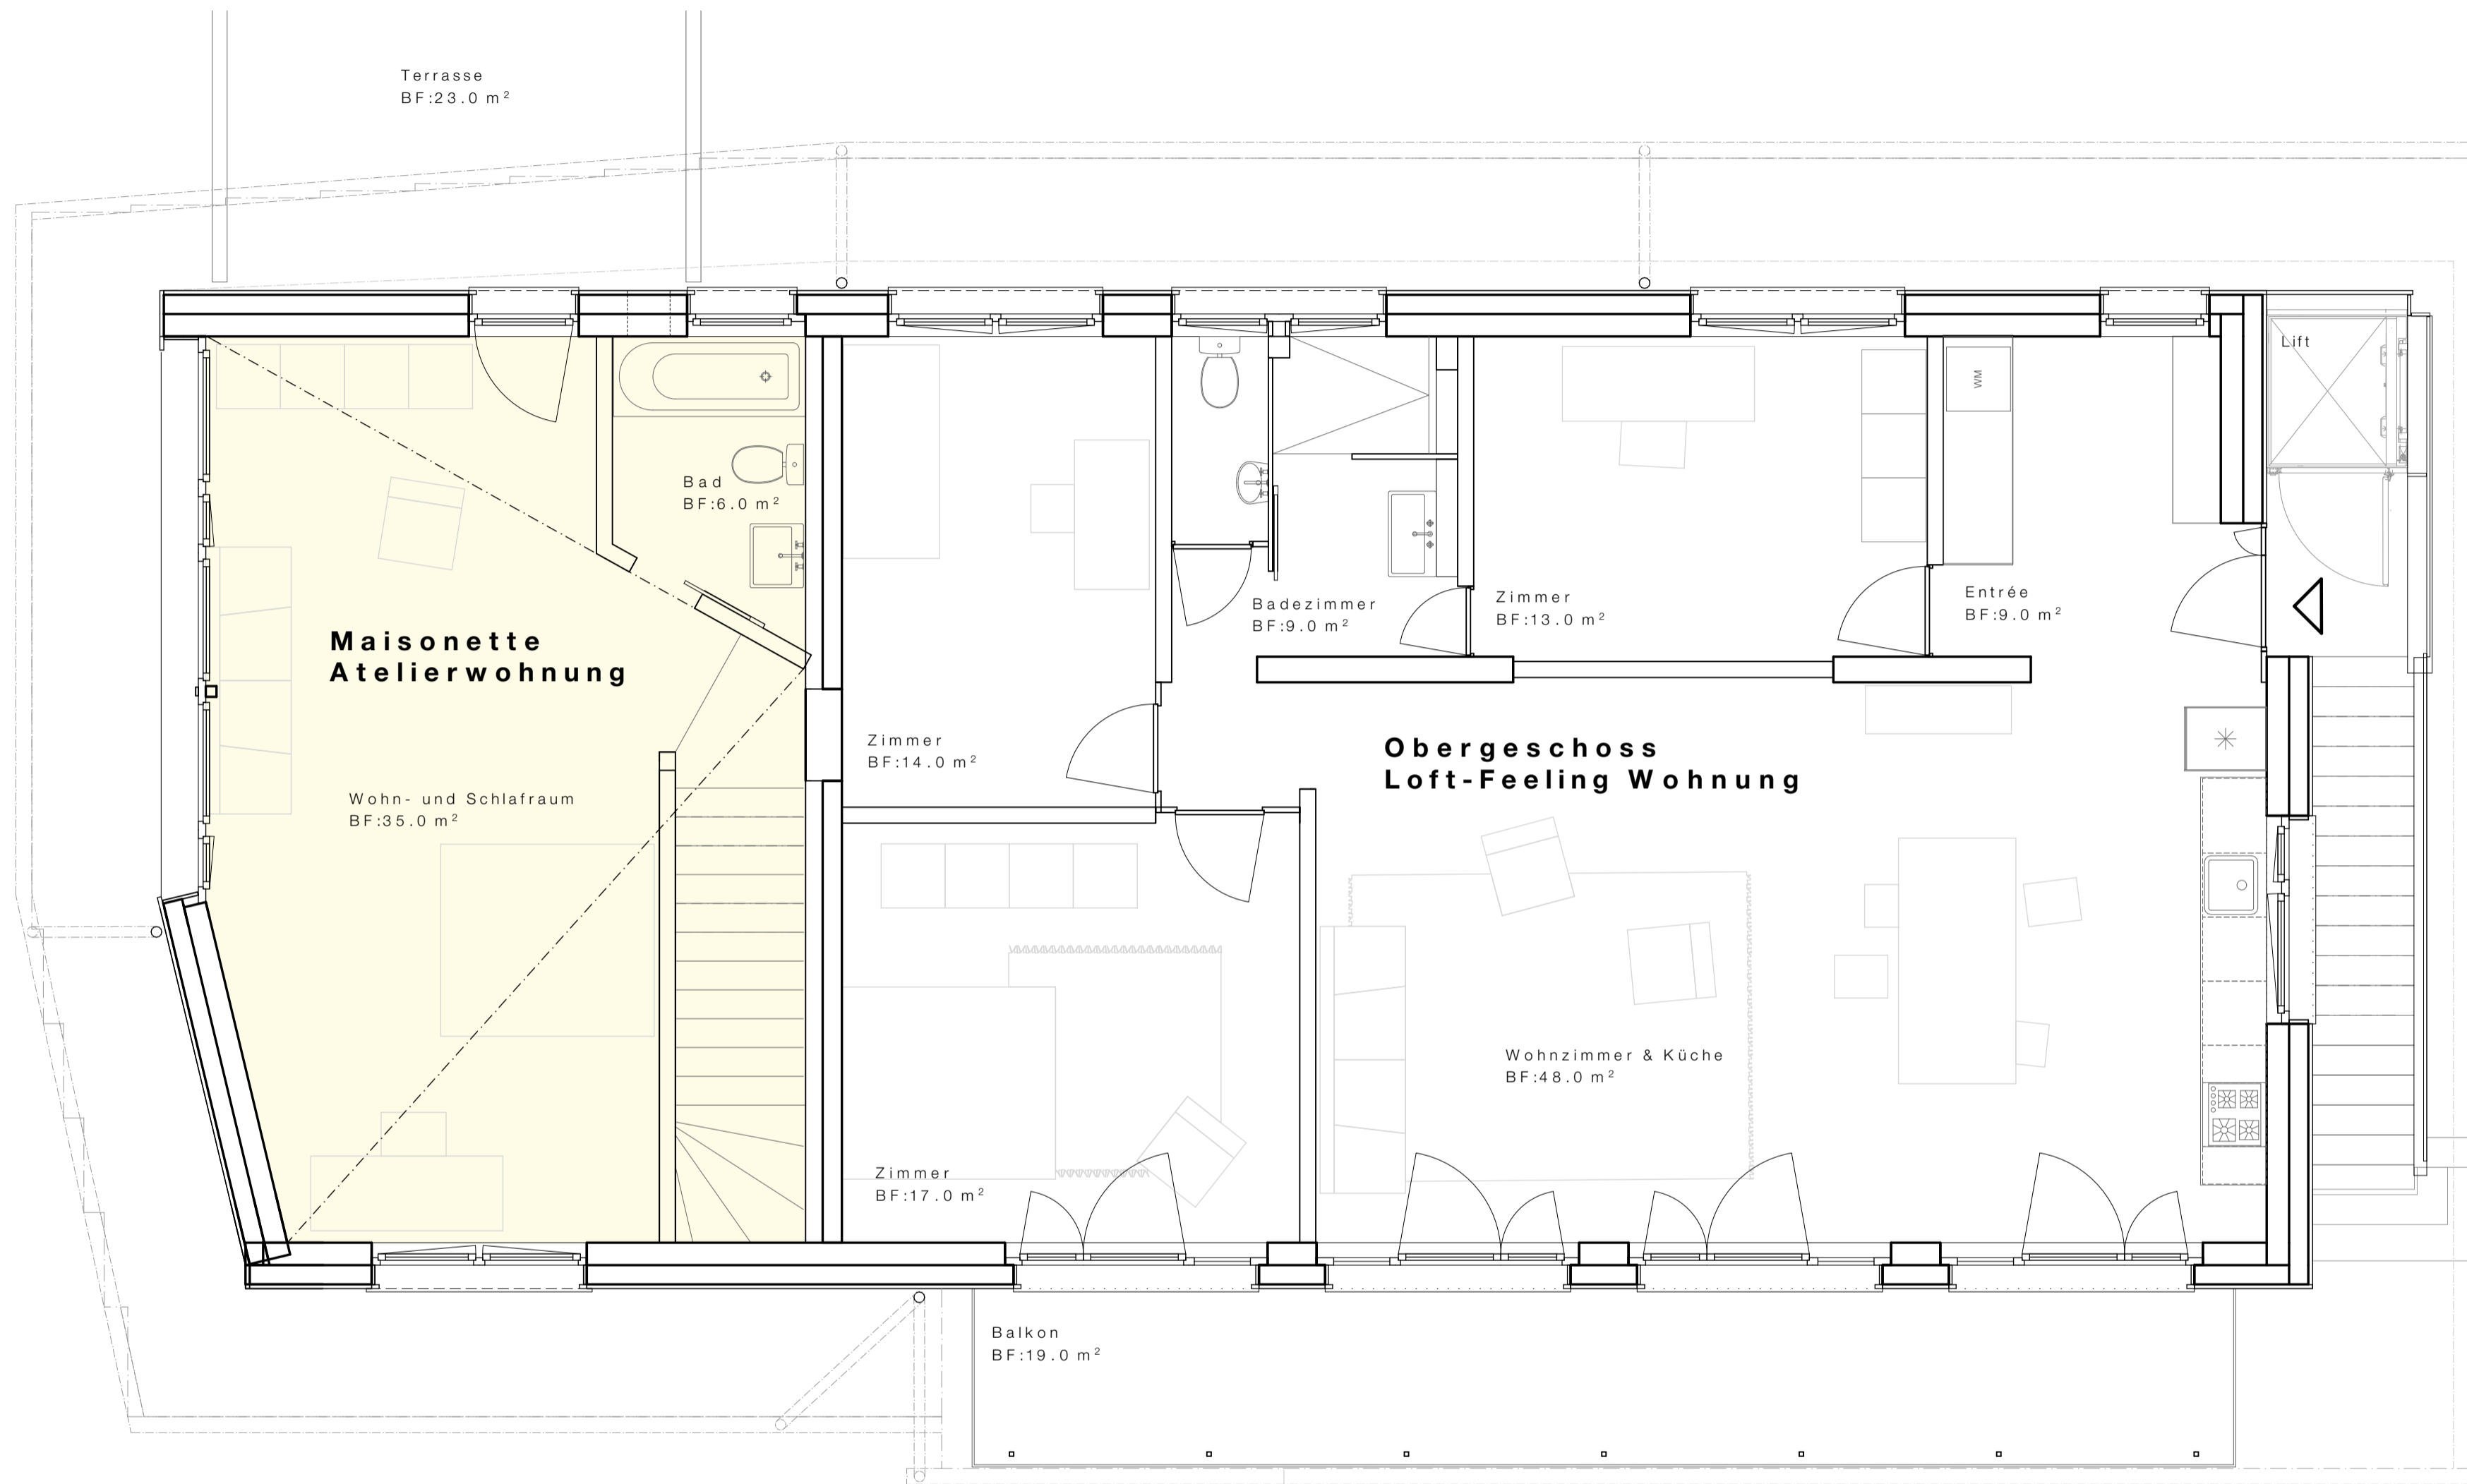 Terrasse
BF:23.0 m²
Lift
WM
Bad
BF:6.0 m²
Badezimmer
BF:9.0 m²
Zimmer
BF:13.0 m²
Entrée
BF:9.0 m²
Maisonette
Atelierwohnung
Zimmer
BF:14.0 m²
Obergeschoss
Loft-Feeling Wohnung
Wohn- und Schlafraum
BF:35.0 m²
Wohnzimmer & Küche
BF:48.0 m²
Zimmer
BF:17.0 m²
Balkon
BF:19.0 m²